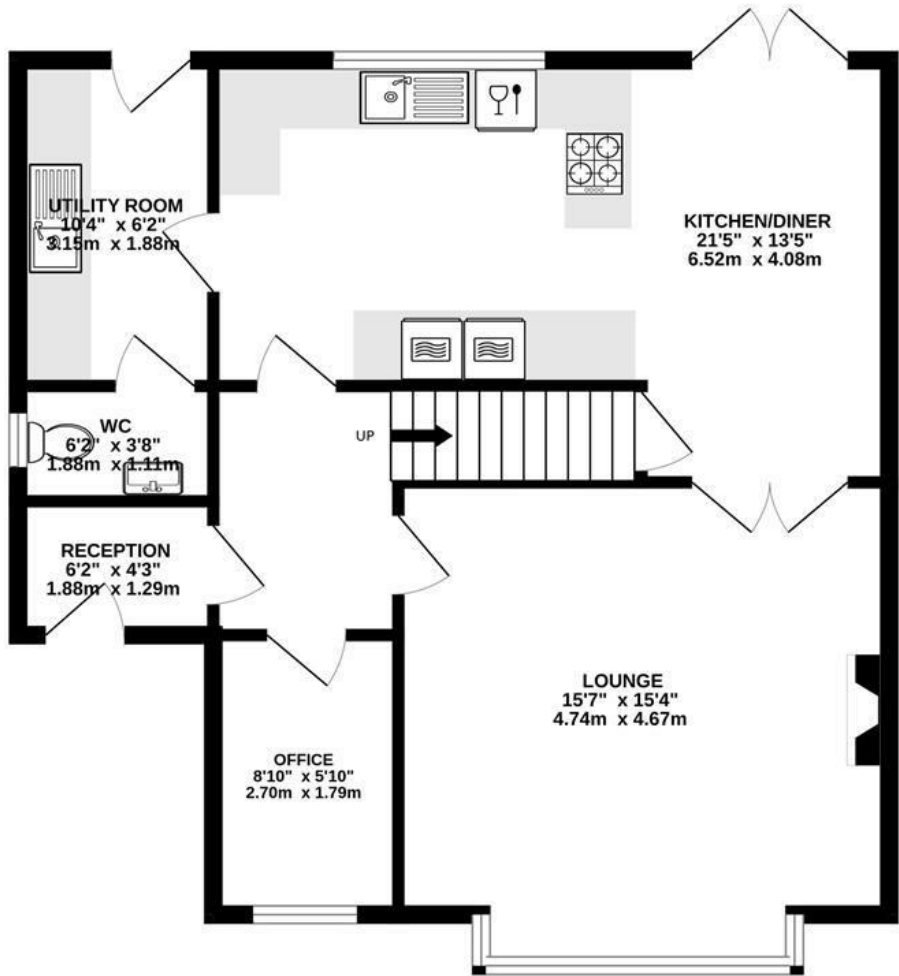 UTILITY ROOM
10'4" x 6'2"
3.15m x 1.88m
KITCHEN/DINER
21'5" x 13'5"
6.52m x 4.08m
WC
6'2" x 3'8"
1.88m x 1.11m
UP
RECEPTION
6'2" x 4'3"
1.88m x 1.29m
LOUNGE
15'7" x 15'4"
4.74m x 4.67m
OFFICE
8'10" x 5'10"
2.70m x 1.79m